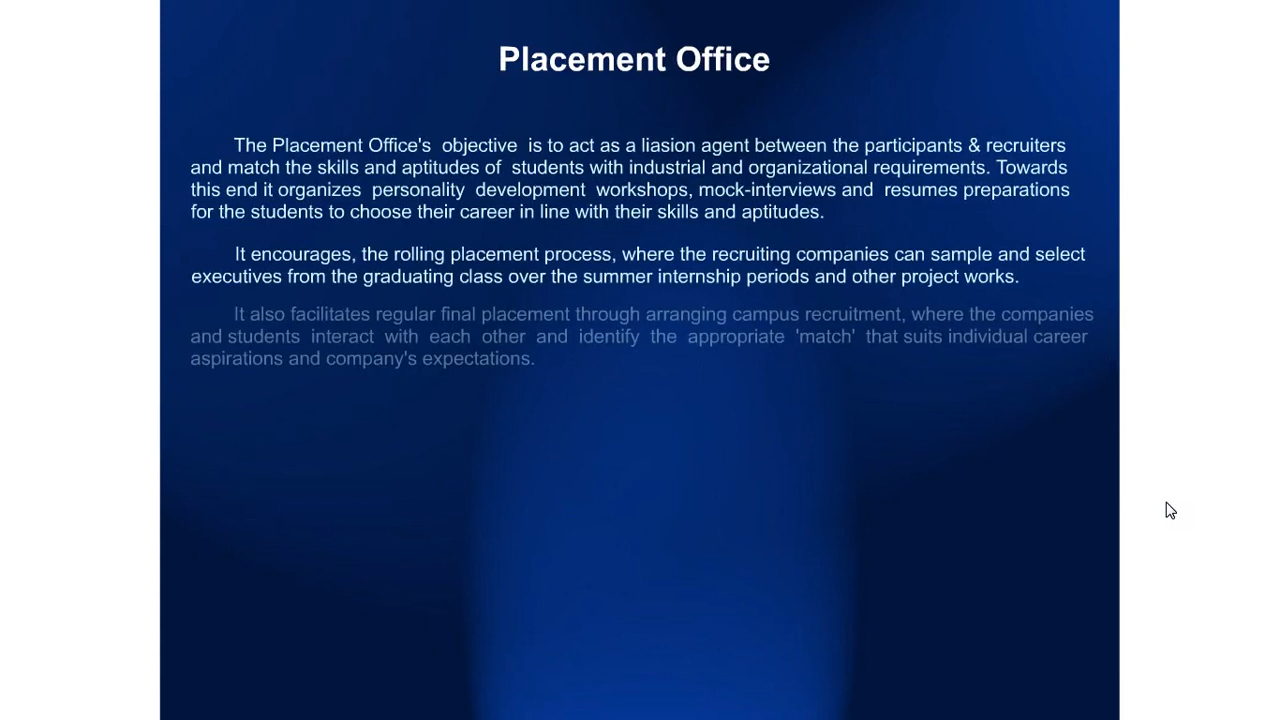 Placement Office
The Placement Office's objective is to act as a liasion agent between the participants & recruiters
and match the skills and aptitudes of students with industrial and organizational requirements. Towards
this end it organizes personality development workshops, mock-interviews and resumes preparations
for the students to choose their career in line with their skills and aptitudes.
It encourages, the rolling placement process, where the recruiting companies can sample and select
executives from the graduating class over the summer internship periods and other project works.
It also facilitates regular final placement through arranging campus recruitment, where the companies
and students interact with each other and identify the appropriate 'match' that suits individual career
aspirations and company's expectations.